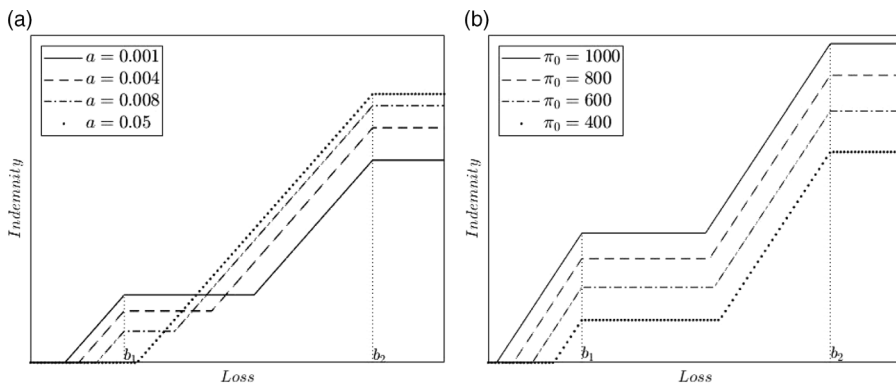 (a)
a = 0.001
a = 0.004
a = 0.008
a = 0.05
Indemnity
b₁
b₂
Loss
(b)
π₀ = 1000
π₀ = 800
π₀ = 600
π₀ = 400
Indemnity
b₁
b₂
Loss